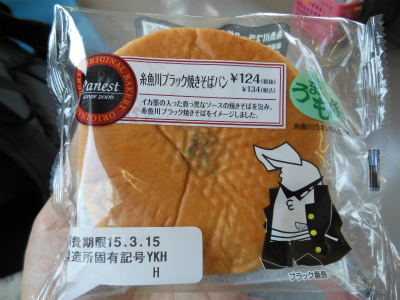 ORIGINAL BAKERY
Panest
SINCE 2006
糸魚川ブラック焼きそばパン ¥124(税抜)
¥134(税込)
イカ墨の入った真っ黒なソースの焼きそばを包み、
糸魚川ブラック焼きそばをイメージしました。
費期限15.3.15
造所固有記号YKH
H
ブラック番長